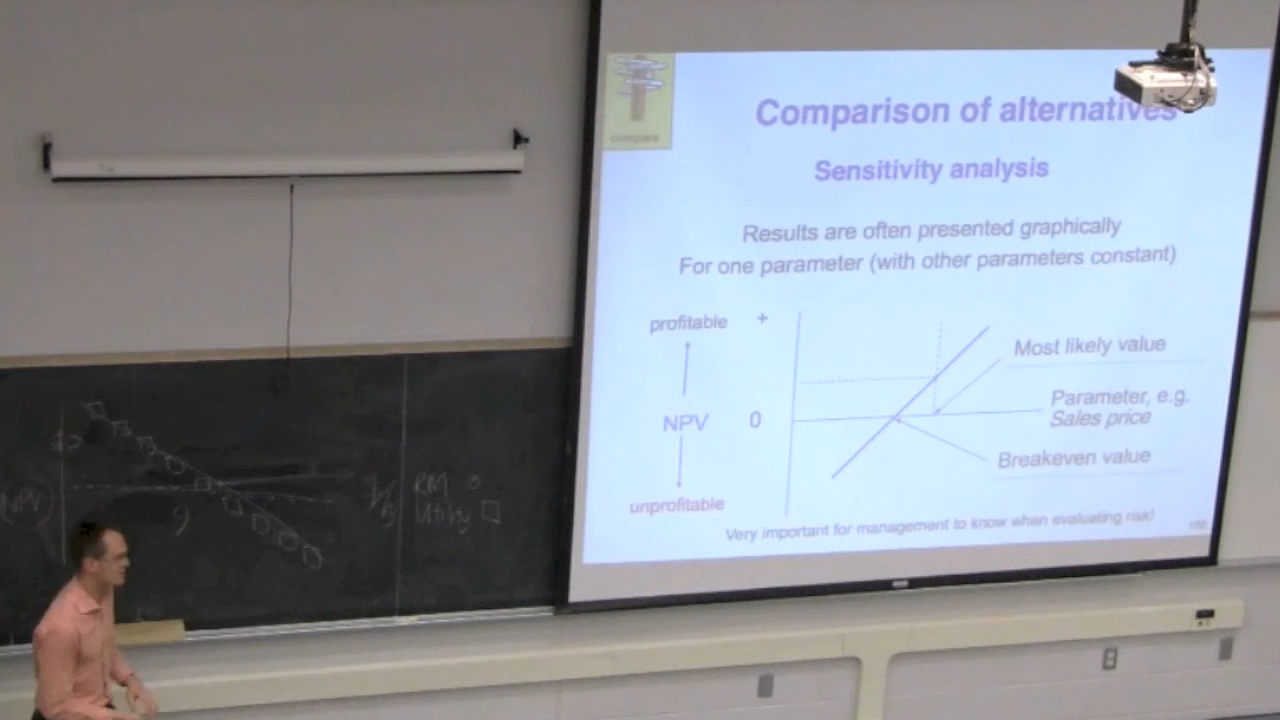 compare
Comparison of alternatives
Sensitivity analysis
Results are often presented graphically
For one parameter (with other parameters constant)
profitable +
Most likely value
Parameter, e.g.
Sales price
NPV 0
Breakeven value
unprofitable
Very important for management to know when evaluating risk!
NPV
RM
Utility